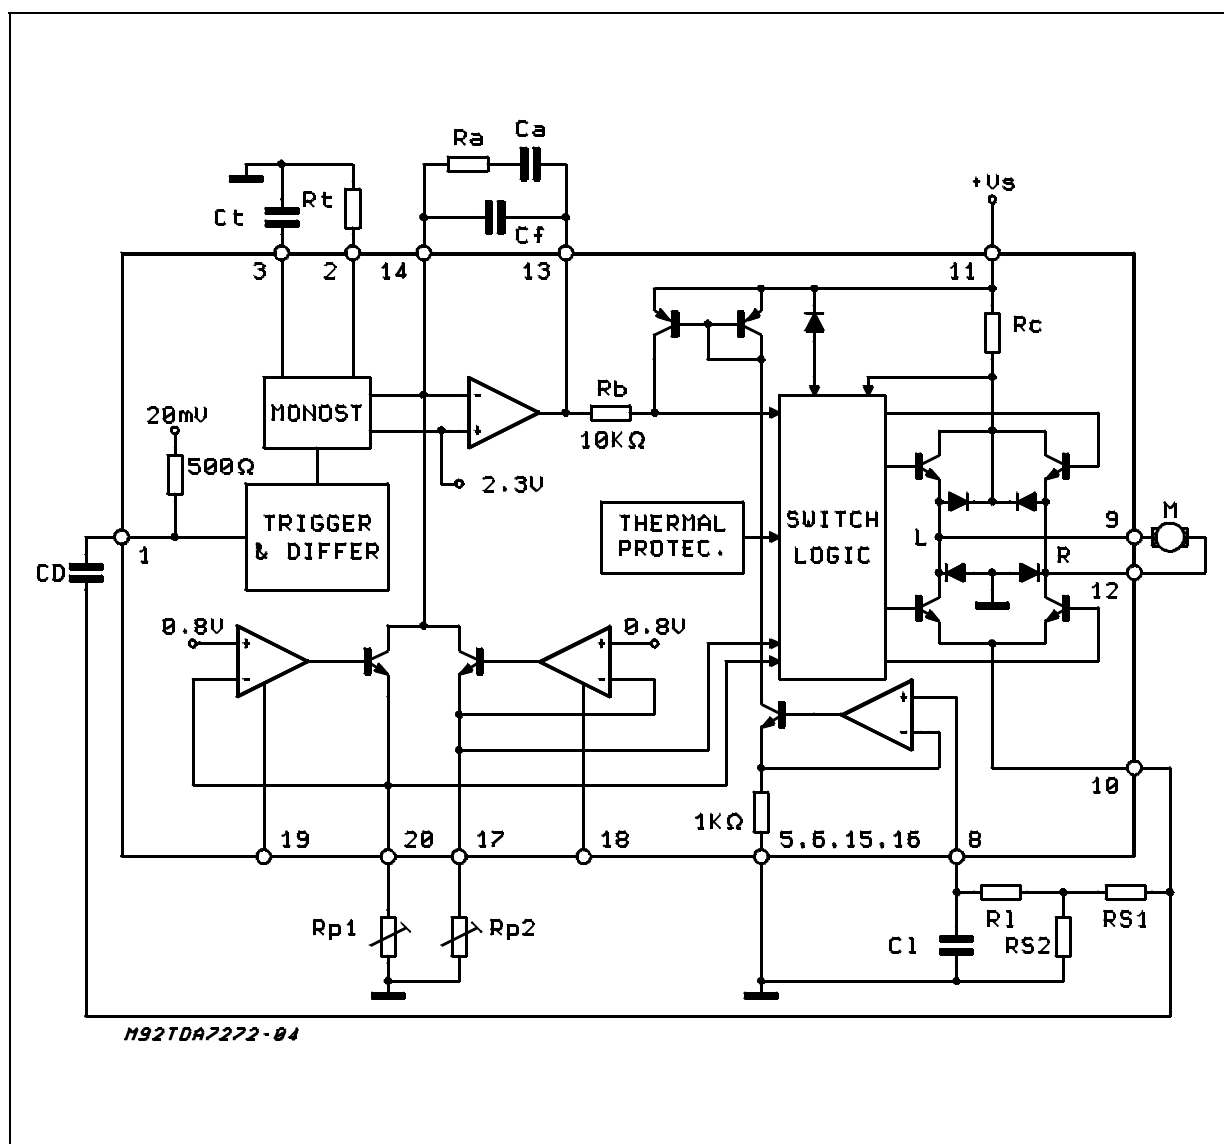 Ra Ca
+Vs
Ct Rt Cf
3 2 14 13 11
Rc
MONOST
-
+
Rb
10KΩ
20mV
500Ω
2.3V
TRIGGER
& DIFFER
THERMAL
PROTEC.
SWITCH
LOGIC
L
R
9
M
12
1
CD
0.8V
+
-
0.8V
+
-
+
-
10
1KΩ
19 20 17 18 5,6,15,16 8
Rp1 Rp2
Cl
Rl
RS2
RS1
M92TDA7272-04